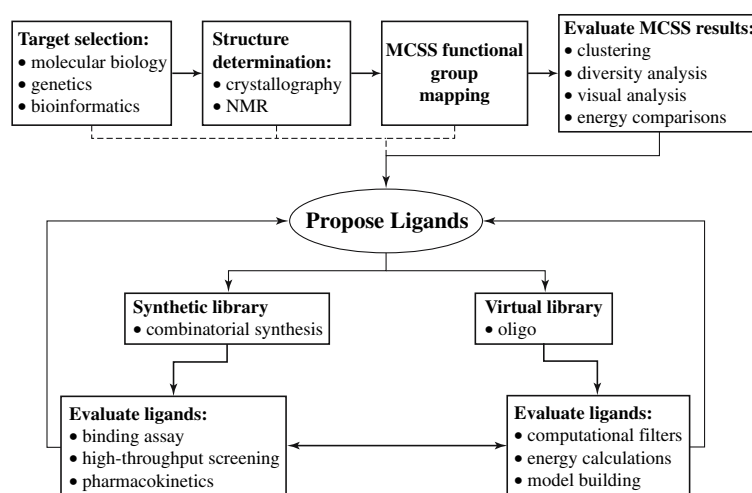 Target selection:
• molecular biology
• genetics
• bioinformatics
Structure
determination:
• crystallography
• NMR
MCSS functional
group
mapping
Evaluate MCSS results:
• clustering
• diversity analysis
• visual analysis
• energy comparisons
Propose Ligands
Synthetic library
• combinatorial synthesis
Virtual library
• oligo
Evaluate ligands:
• binding assay
• high-throughput screening
• pharmacokinetics
Evaluate ligands:
• computational filters
• energy calculations
• model building